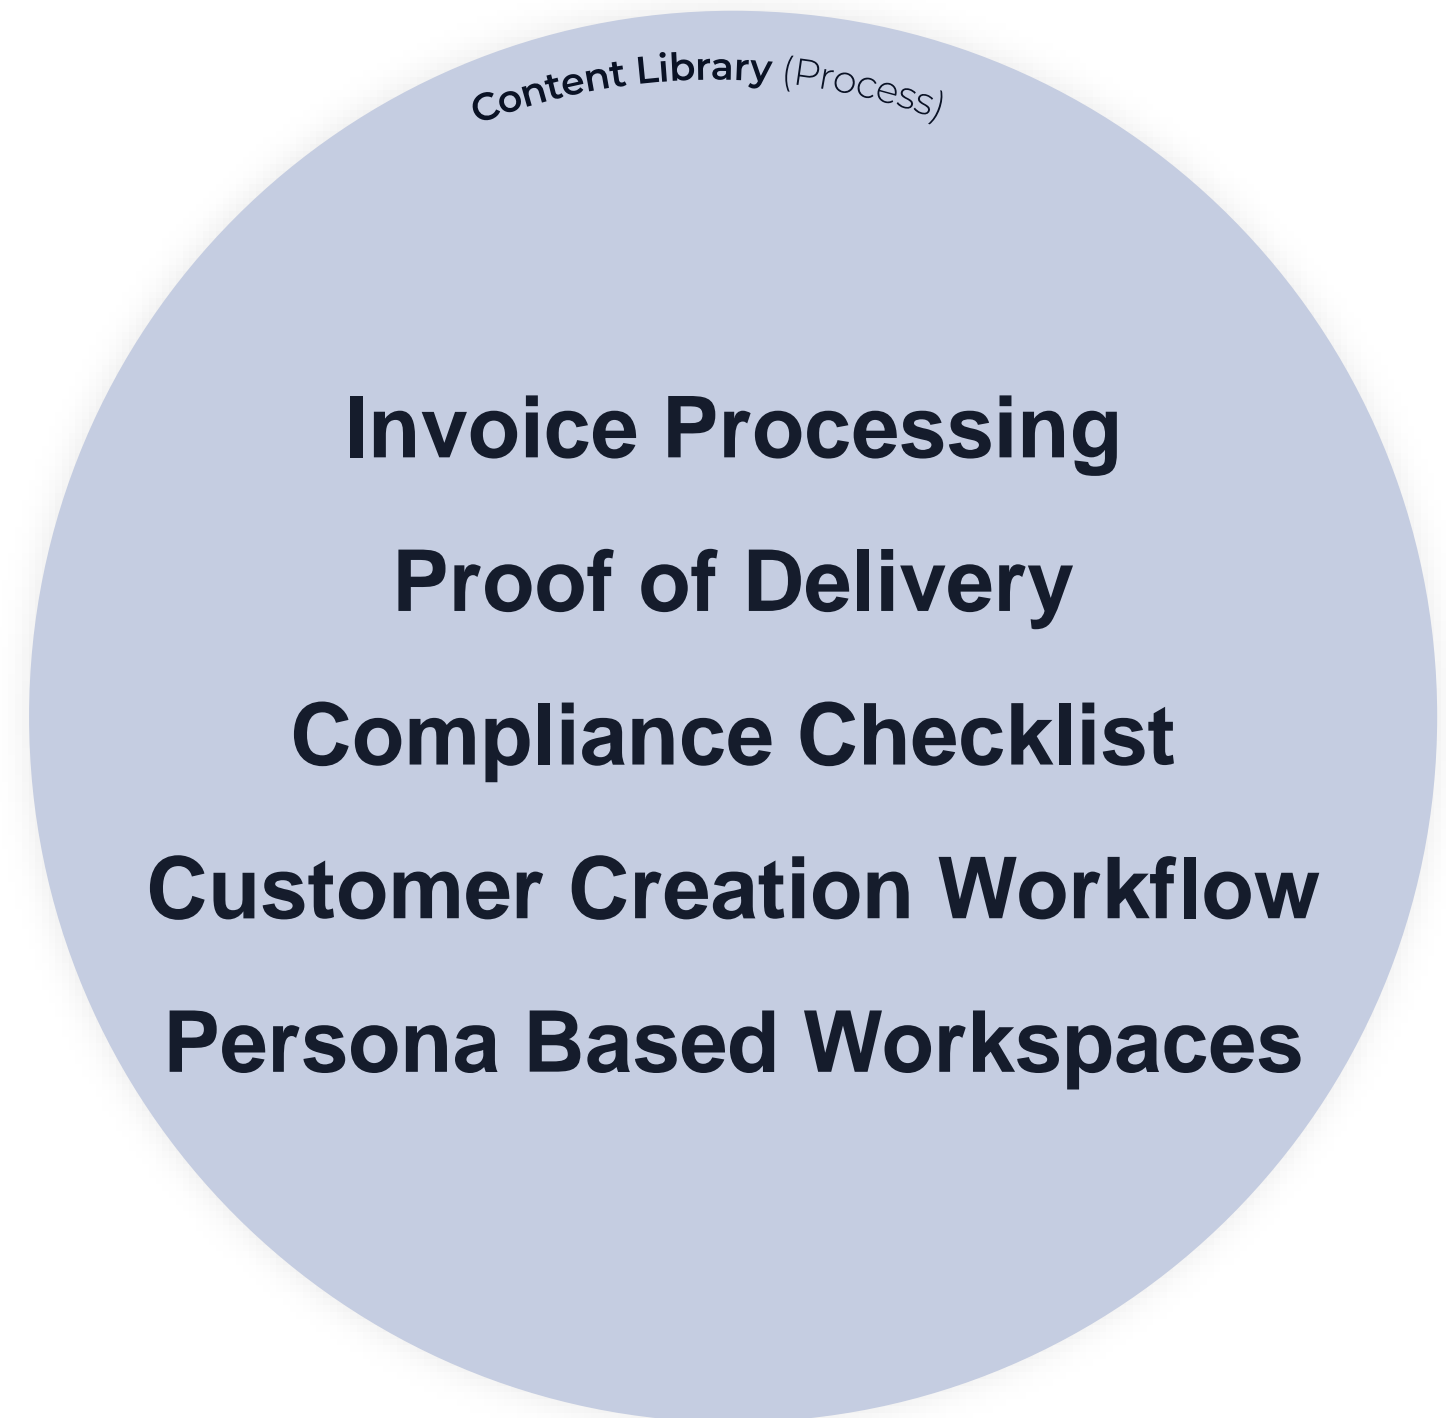 Content Library (Process)
Invoice Processing
Proof of Delivery
Compliance Checklist
Customer Creation Workflow
Persona Based Workspaces